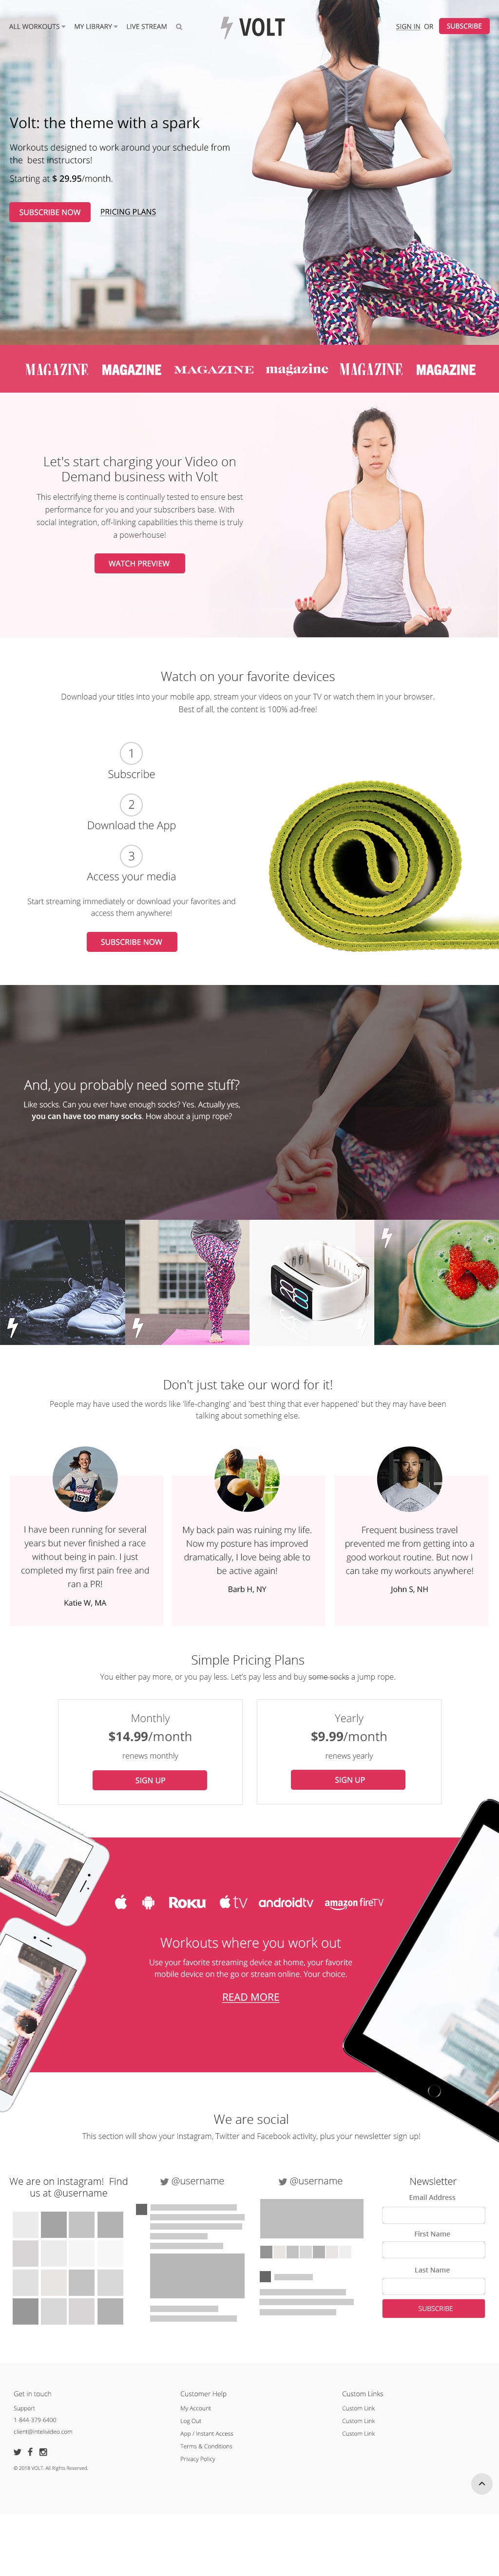 ALL WORKOUTS MY LIBRARY LIVE STREAM
VOLT
SIGN IN OR SUBSCRIBE
Volt: the theme with a spark
Workouts designed to work around your schedule from
the best instructors!
Starting at $ 29.95/month.
SUBSCRIBE NOW PRICING PLANS
MAGAZINE MAGAZINE MAGAZINE magazine MAGAZINE MAGAZINE
Let's start charging your Video on
Demand business with Volt
This electrifying theme is continually tested to ensure best
performance for you and your subscribers base. With
social integration, off-linking capabilities this theme is truly
a powerhouse!
WATCH PREVIEW
Watch on your favorite devices
Download your titles into your mobile app, stream your videos on your TV or watch them in your browser.
Best of all, the content is 100% ad-free!
1
Subscribe
2
Download the App
3
Access your media
Start streaming immediately or download your favorites and
access them anywhere!
SUBSCRIBE NOW
And, you probably need some stuff?
Like socks. Can you ever have enough socks? Yes. Actually yes,
you can have too many socks. How about a jump rope?
Don't just take our word for it!
People may have used the words like 'life-changing' and 'best thing that ever happened' but they may have been
talking about something else.
I have been running for several
years but never finished a race
without being in pain. I just
completed my first pain free and
ran a PR!
Katie W, MA
My back pain was ruining my life.
Now my posture has improved
dramatically, I love being able to
be active again!
Barb H, NY
Frequent business travel
prevented me from getting into a
good workout routine. But now I
can take my workouts anywhere!
John S, NH
Simple Pricing Plans
You either pay more, or you pay less. Let's pay less and buy some socks a jump rope.
Monthly
$14.99/month
renews monthly
SIGN UP
Yearly
$9.99/month
renews yearly
SIGN UP
Roku tv androidtv amazon fireTV
Workouts where you work out
Use your favorite streaming device at home, your favorite
mobile device on the go or stream online. Your choice.
READ MORE
We are social
This section will show your Instagram, Twitter and Facebook activity, plus your newsletter sign up!
We are on instagram! Find
us at @username
@username
@username
Newsletter
Email Address
First Name
Last Name
SUBSCRIBE
Get in touch
Support
1-844-379-6400
client@intelivideo.com
© 2018 VOLT. All Rights Reserved.
Customer Help
My Account
Log Out
App / Instant Access
Terms & Conditions
Privacy Policy
Custom Links
Custom Link
Custom Link
Custom Link